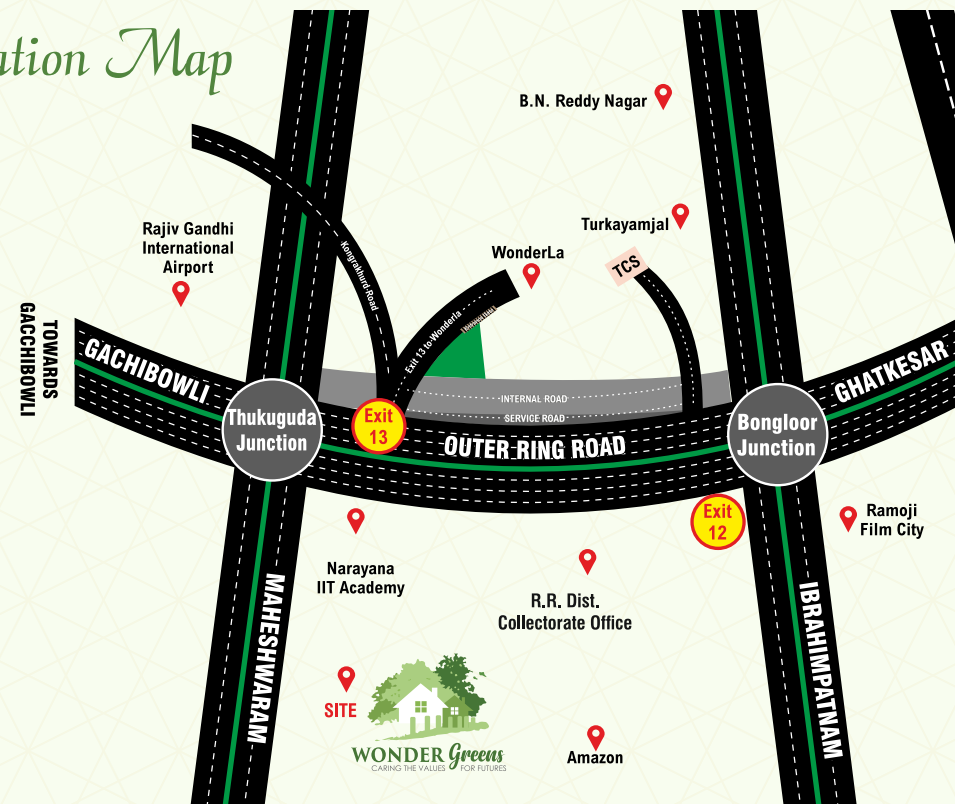 ation Map
B.N. Reddy Nagar
Turkayamjal
Rajiv Gandhi
International
Airport
WonderLa
TCS
Kongrakhurd-Road
Exit 13 to Wonderla
TOWARDS
GACCHIBOWLI
GACHIBOWLI
GHATKESAR
INTERNAL ROAD
SERVICE ROAD
Thukuguda
Junction
Exit
13
OUTER RING ROAD
Bongloor
Junction
Exit
12
Ramoji
Film City
Narayana
IIT Academy
R.R. Dist.
Collectorate Office
MAHESHWARAM
IBRAHIMPATNAM
SITE
WONDER Greens
CARING THE VALUES FOR FUTURES
Amazon